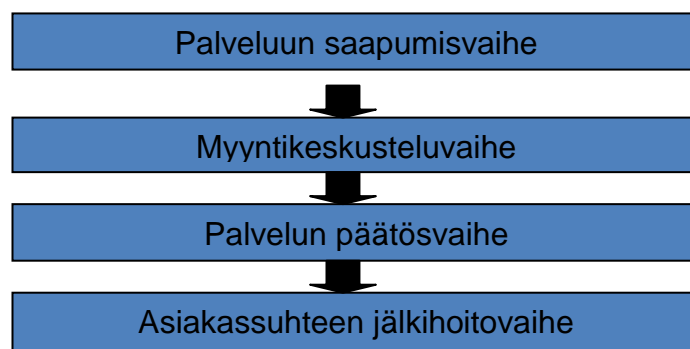 Palveluun saapumisvaihe
Myyntikeskusteluvaihe
Palvelun päätösvaihe
Asiakassuhteen jälkihoitovaihe